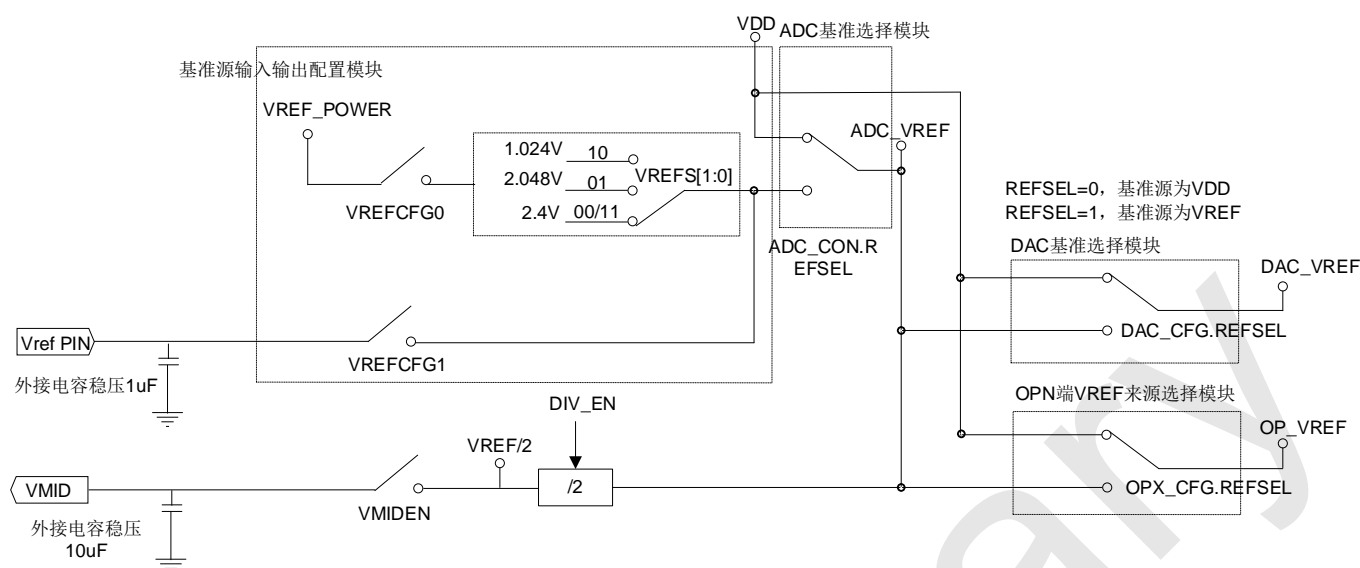 VDD
ADC基准选择模块
基准源输入输出配置模块
VREF_POWER
ADC_VREF
1.024V 10
2.048V 01 VREFS[1:0]
2.4V 00/11
VREFCFG0
REFSEL=0，基准源为VDD
REFSEL=1，基准源为VREF
ADC_CON.R
EFSEL
DAC基准选择模块
DAC_VREF
Vref PIN
VREFCFG1
DAC_CFG.REFSEL
外接电容稳压1uF
OPN端VREF来源选择模块
DIV_EN
VREF/2
OP_VREF
VMID
/2
OPX_CFG.REFSEL
VMIDEN
外接电容稳压
10uF
ary